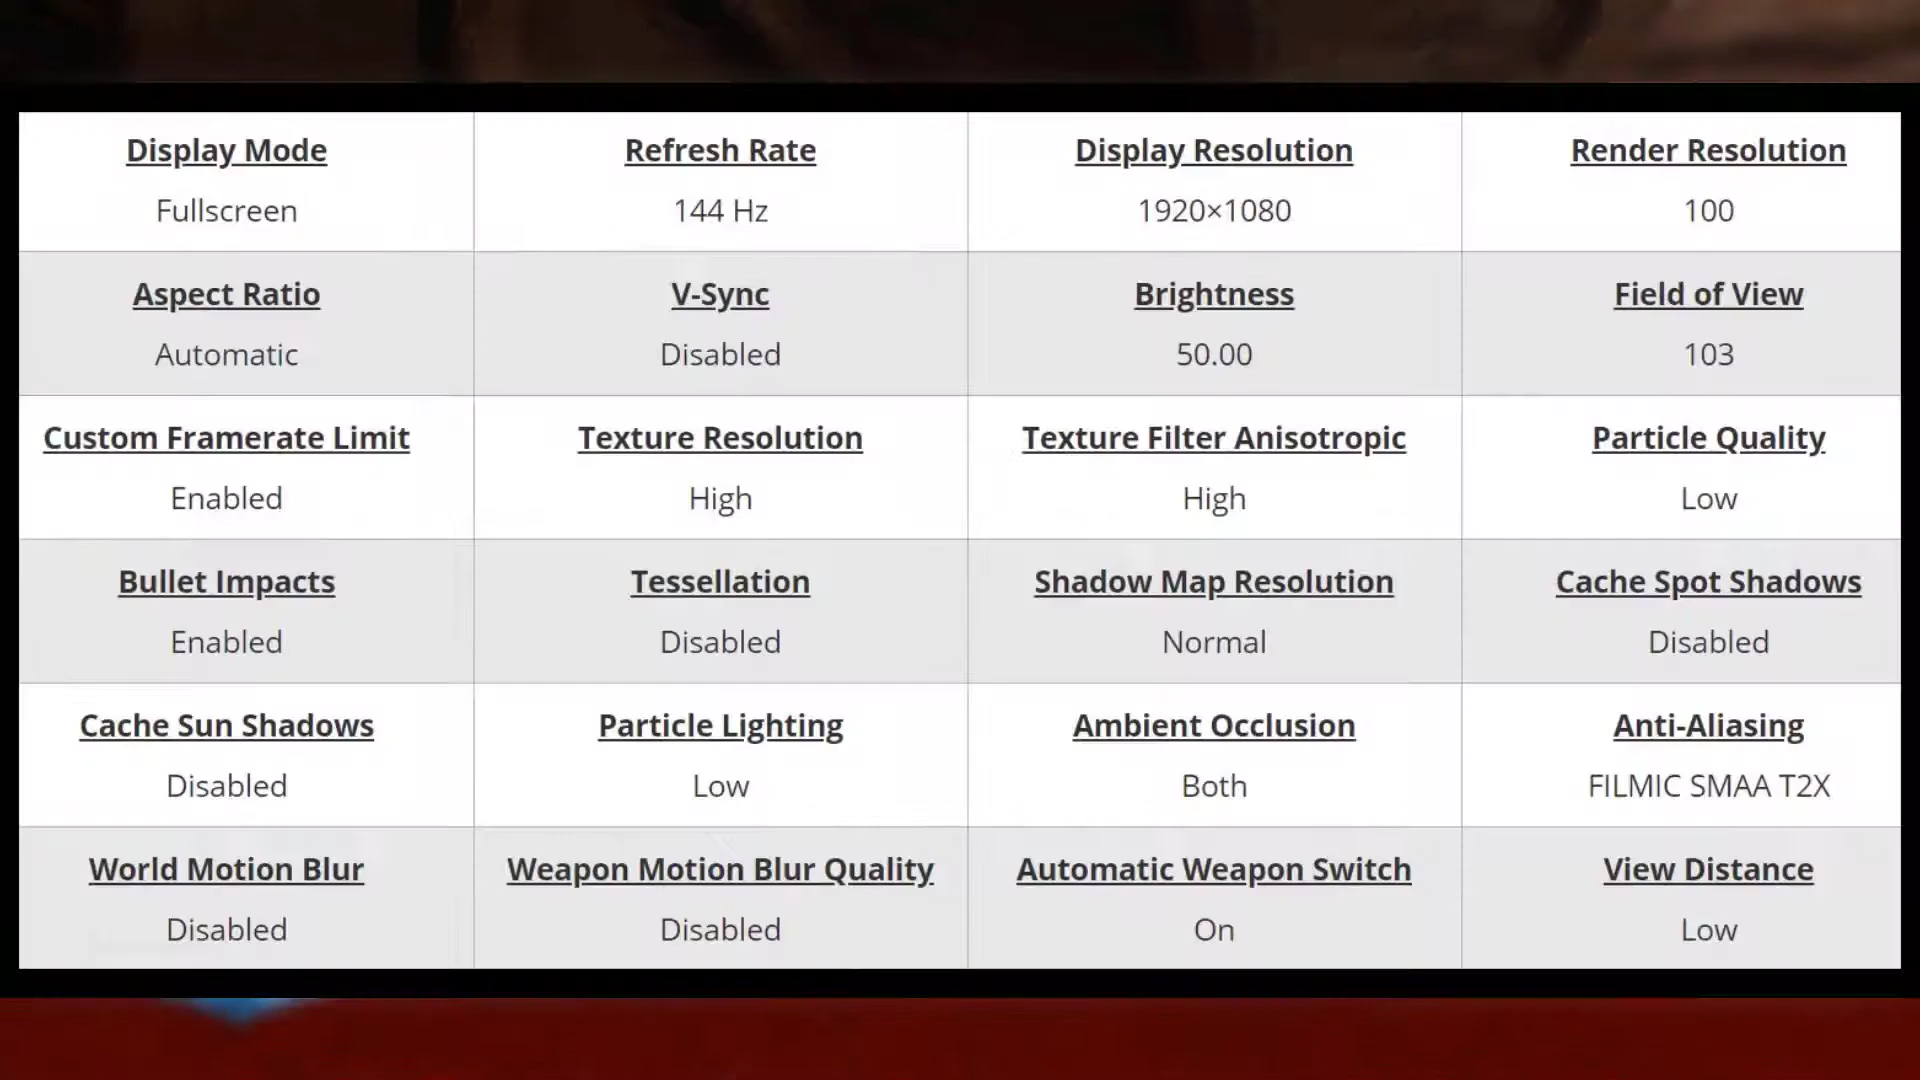 Display Mode
Refresh Rate
Display Resolution
Render Resolution
Fullscreen
144 Hz
1920×1080
100
Aspect Ratio
V-Sync
Brightness
Field of View
Automatic
Disabled
50.00
103
Custom Framerate Limit
Texture Resolution
Texture Filter Anisotropic
Particle Quality
Enabled
High
High
Low
Bullet Impacts
Tessellation
Shadow Map Resolution
Cache Spot Shadows
Enabled
Disabled
Normal
Disabled
Cache Sun Shadows
Particle Lighting
Ambient Occlusion
Anti-Aliasing
Disabled
Low
Both
FILMIC SMAA T2X
World Motion Blur
Weapon Motion Blur Quality
Automatic Weapon Switch
View Distance
Disabled
Disabled
On
Low